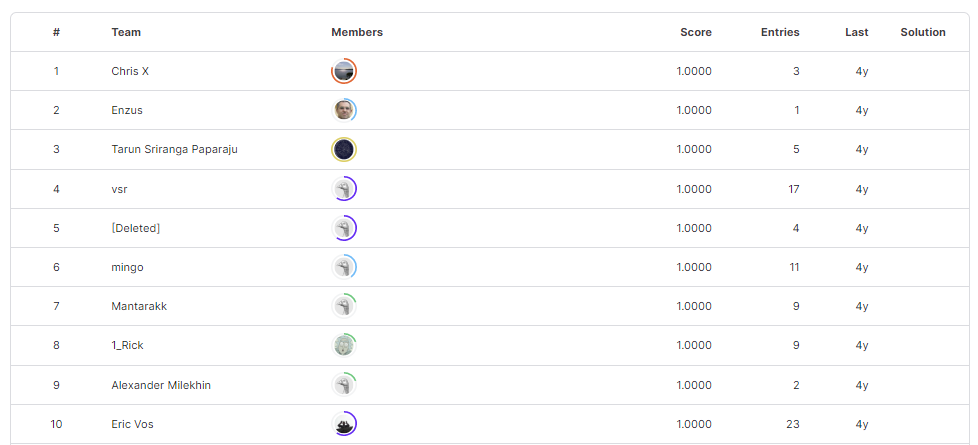 # Team Members Score Entries Last Solution
1 Chris X 1.0000 3 4y
2 Enzus 1.0000 1 4y
3 Tarun Sriranga Paparaju 1.0000 5 4y
4 vsr 1.0000 17 4y
5 [Deleted] 1.0000 4 4y
6 mingo 1.0000 11 4y
7 Mantarakk 1.0000 9 4y
8 1_Rick 1.0000 9 4y
9 Alexander Milekhin 1.0000 2 4y
10 Eric Vos 1.0000 23 4y